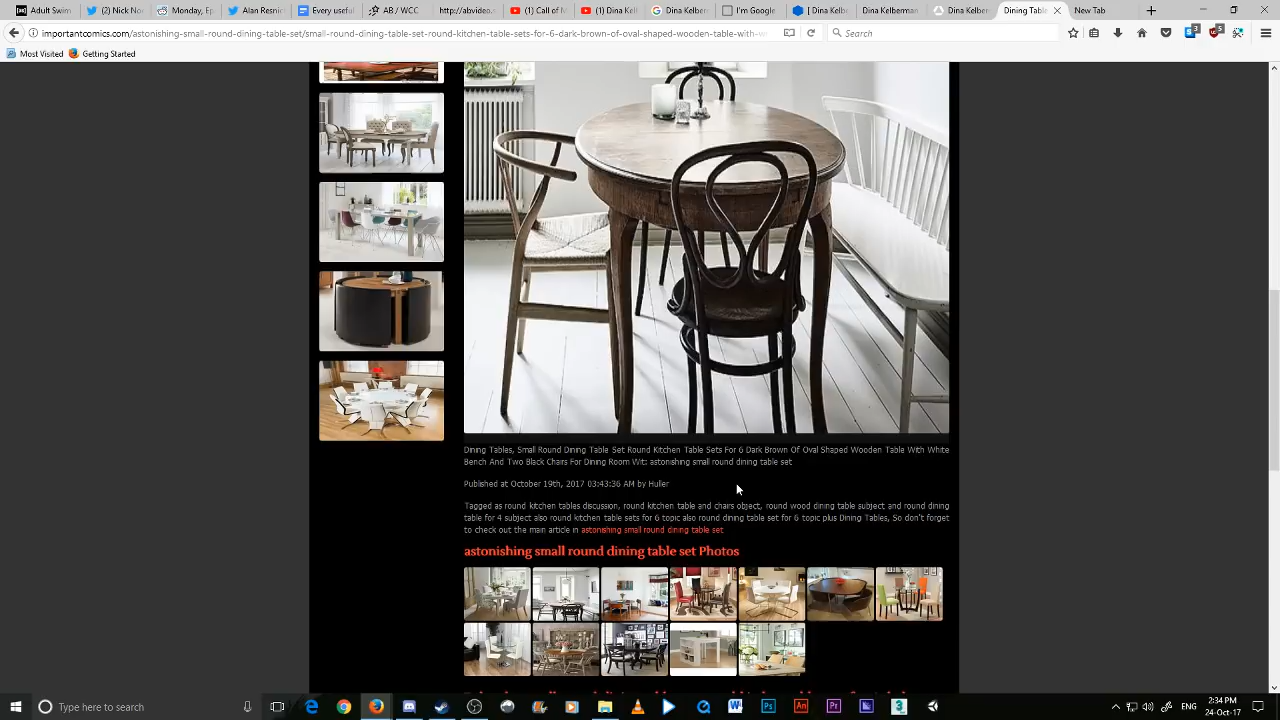 Adult Swim
(2) Nick No
Monday, Ep
Alan Resnic
Every useful
AB / WCC
http://abvieio.c
(1) Call of M
(1) Dina Kel
Gina Kelber
I'm Google
Dina Kelber
Dining Table
New Tab
importantcomics.com/astonishing-small-round-dining-table-set/small-round-dining-table-set-round-kitchen-table-sets-for-6-dark-brown-of-oval-shaped-wooden-table-with-w
Search
3
5
Most Visited
Getting Started
Dining Tables, Small Round Dining Table Set Round Kitchen Table Sets For 6 Dark Brown Of Oval Shaped Wooden Table With White
Bench And Two Black Chairs For Dining Room Wit: astonishing small round dining table set
Published at October 19th, 2017 03:43:36 AM by Huller
Tagged as round kitchen tables discussion, round kitchen table and chairs object, round wood dining table subject and round dining
table for 4 subject also round kitchen table sets for 6 topic also round dining table set for 6 topic plus Dining Tables, So don't forget
to check out the main article in astonishing small round dining table set
astonishing small round dining table set Photos
Type here to search
ENG
2:34 PM
24-Oct-17